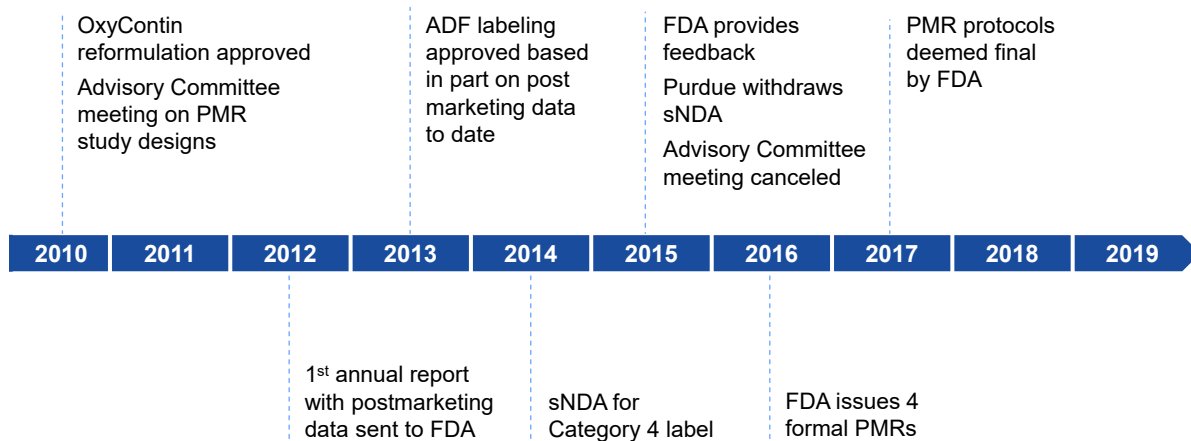 OxyContin
reformulation approved
Advisory Committee
meeting on PMR
study designs
ADF labeling
approved based
in part on post
marketing data
to date
FDA provides
feedback
Purdue withdraws
sNDA
Advisory Committee
meeting canceled
PMR protocols
deemed final
by FDA
2010 2011 2012 2013 2014 2015 2016 2017 2018 2019
1st annual report
with postmarketing
data sent to FDA
sNDA for
Category 4 label
FDA issues 4
formal PMRs